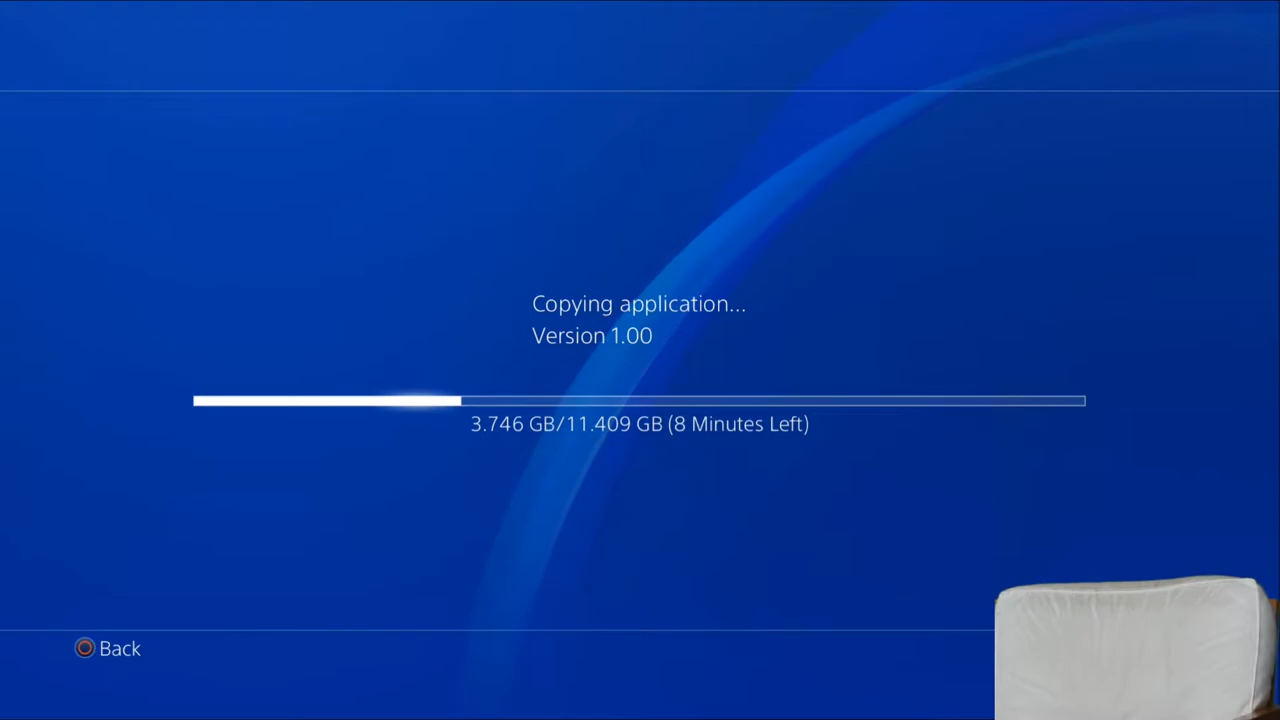 Copying application...
Version 1.00
3.746 GB/11.409 GB (8 Minutes Left)
Back